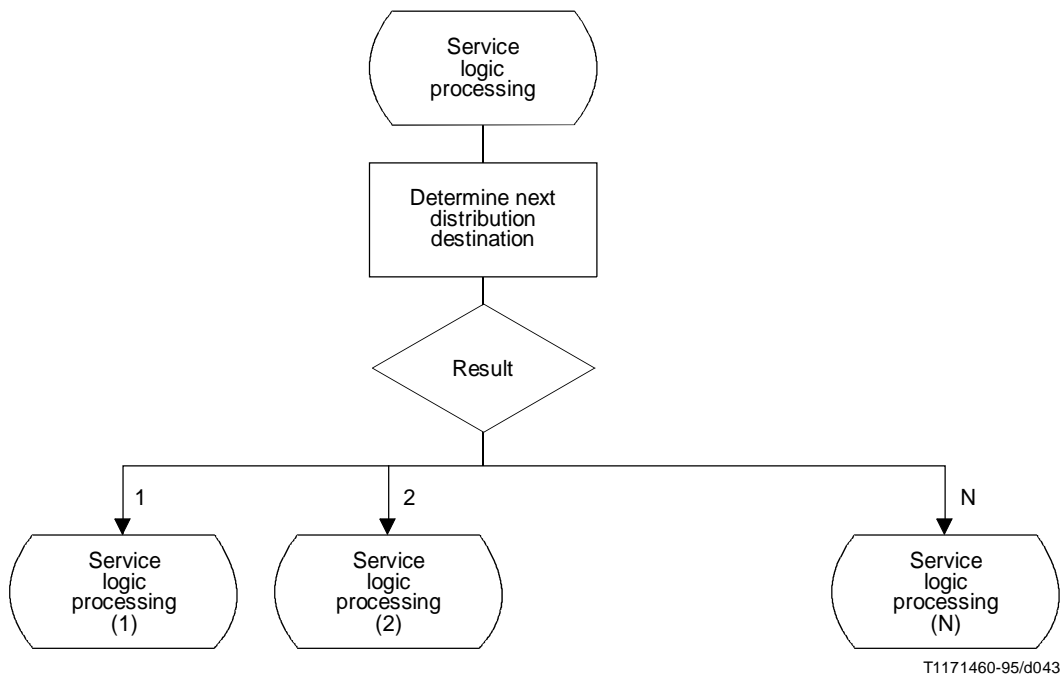 Service
logic
processing
Determine next
distribution
destination
Result
1
2
N
Service
logic
processing
(1)
Service
logic
processing
(2)
Service
logic
processing
(N)
T1171460-95/d043